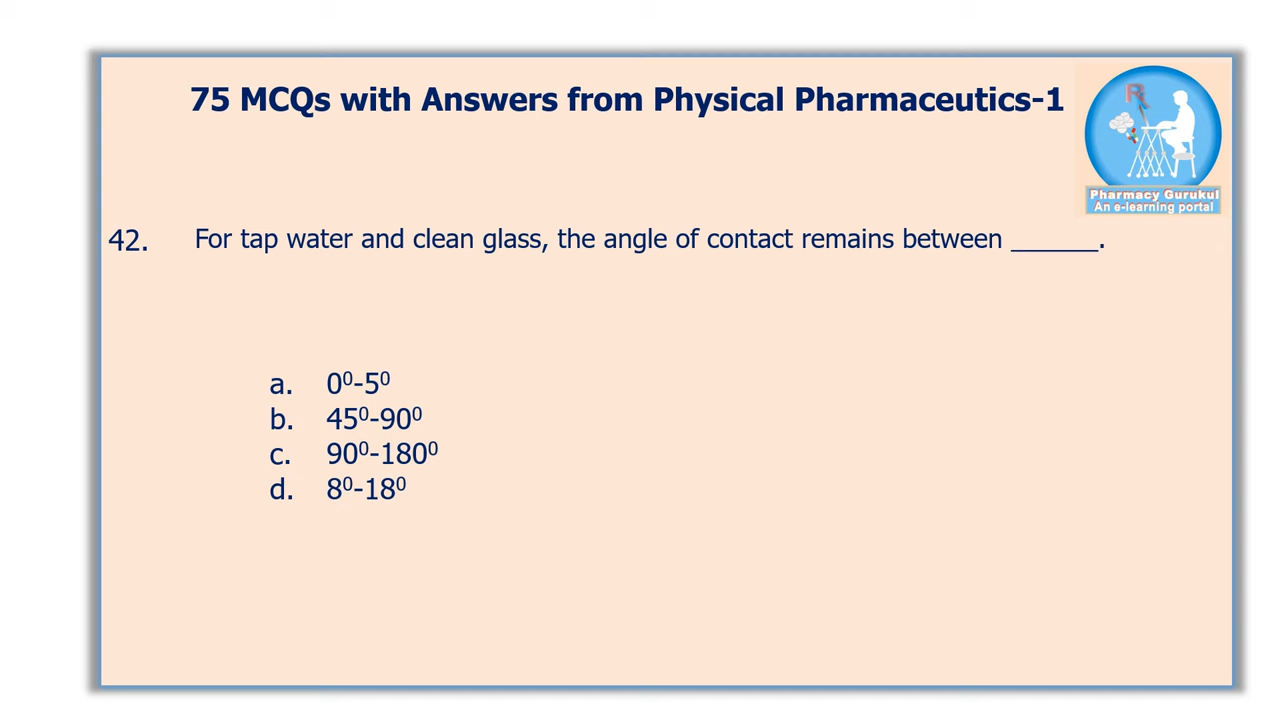 75 MCQs with Answers from Physical Pharmaceutics-1
Pharmacy Gurukul
An e-learning portal
42. For tap water and clean glass, the angle of contact remains between ______.
a. 0⁰-5⁰
b. 45⁰-90⁰
c. 90⁰-180⁰
d. 8⁰-18⁰